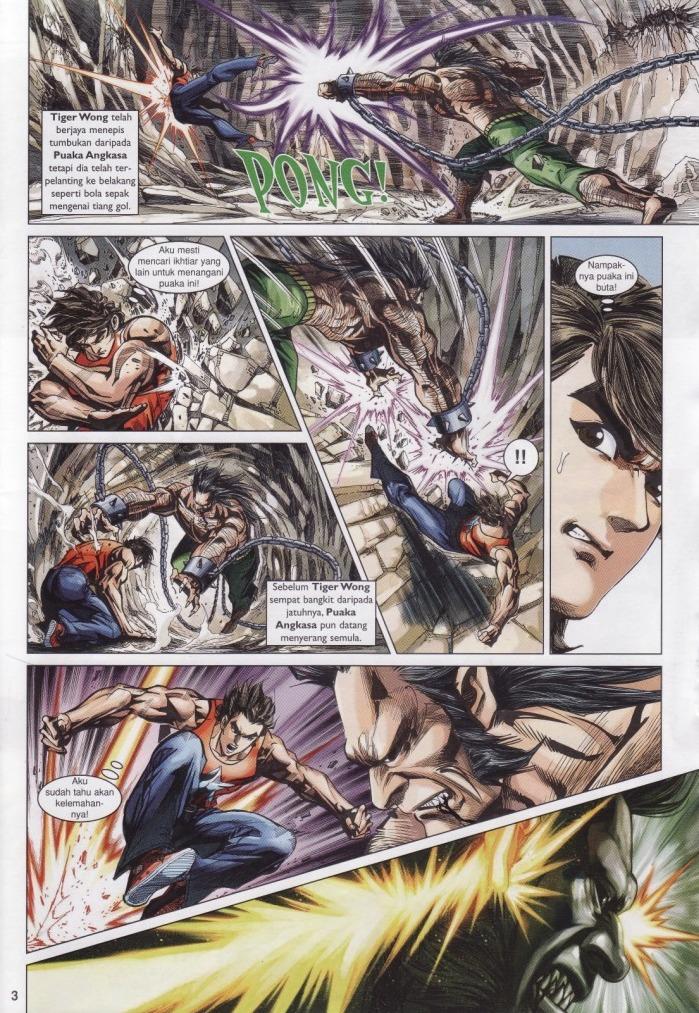 Tiger Wong telah
berjaya menepis
tumbukan daripada
Puaka Angkasa
tetapi dia telah ter-
pelanting ke belakang
seperti bola sepak
mengenai tiang gol.
PONG!
Aku mesti
mencari ikhtiar yang
lain untuk menangani
puaka ini!
Sebelum Tiger Wong
sempat bangkit daripada
jatuhnya, Puaka
Angkasa pun datang
menyerang semula.
!!
Nampak-
nya puaka ini
buta!
Aku
sudah tahu akan
kelemahan-
nya!
3